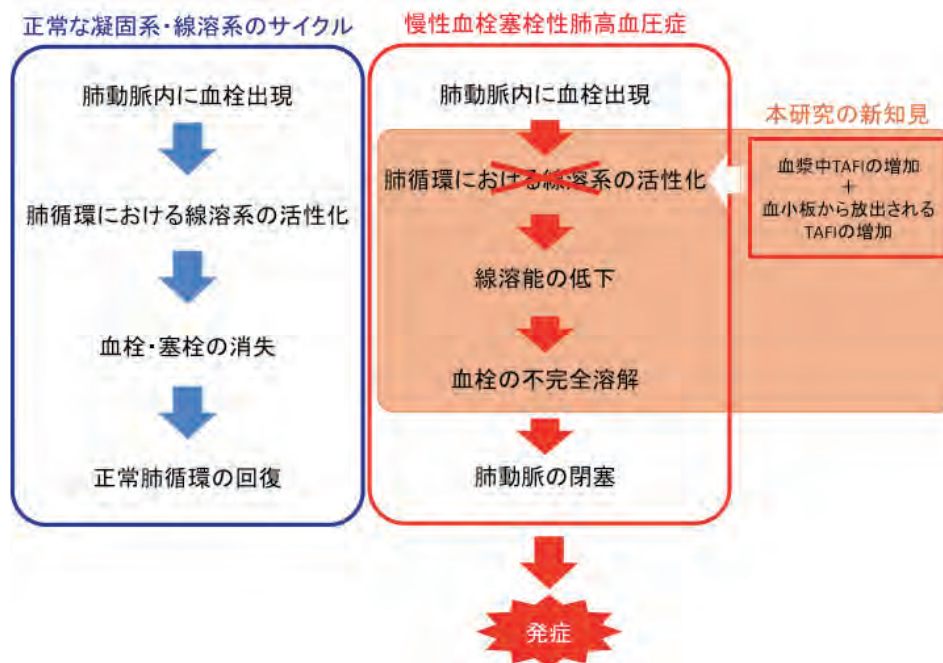 正常な凝固系・線溶系のサイクル
肺動脈内に血栓出現
肺循環における線溶系の活性化
血栓・塞栓の消失
正常肺循環の回復
慢性血栓塞栓性肺高血圧症
肺動脈内に血栓出現
肺循環における線溶系の活性化
線溶能の低下
血栓の不完全溶解
肺動脈の閉塞
発症
本研究の新知見
血漿中TAFIの増加
+
血小板から放出される
TAFIの増加